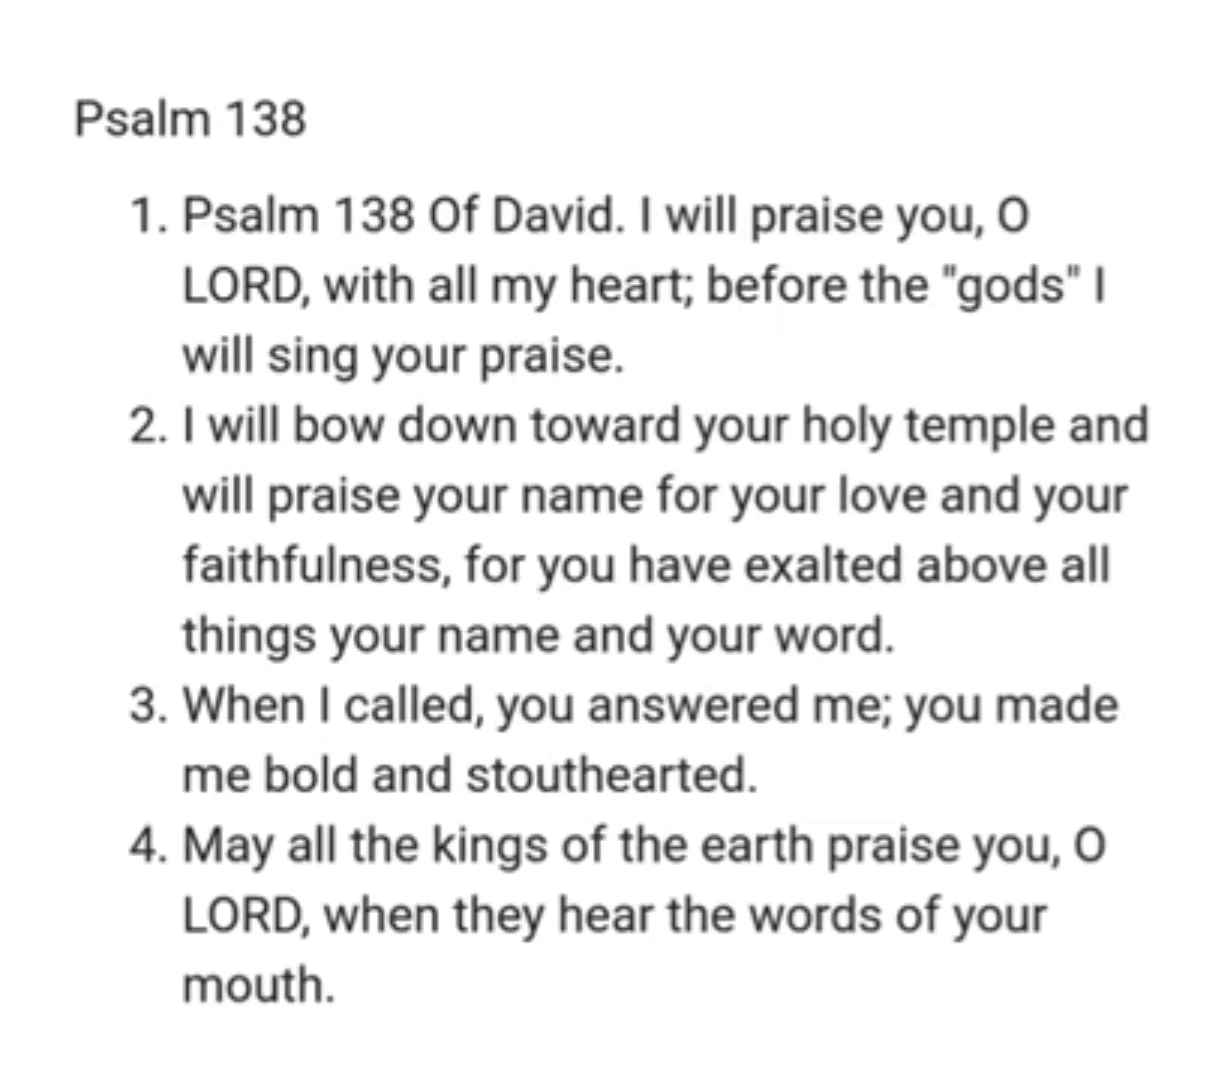 Psalm 138
1. Psalm 138 Of David. I will praise you, O
LORD, with all my heart; before the "gods" I
will sing your praise.
2. I will bow down toward your holy temple and
will praise your name for your love and your
faithfulness, for you have exalted above all
things your name and your word.
3. When I called, you answered me; you made
me bold and stouthearted.
4. May all the kings of the earth praise you, O
LORD, when they hear the words of your
mouth.